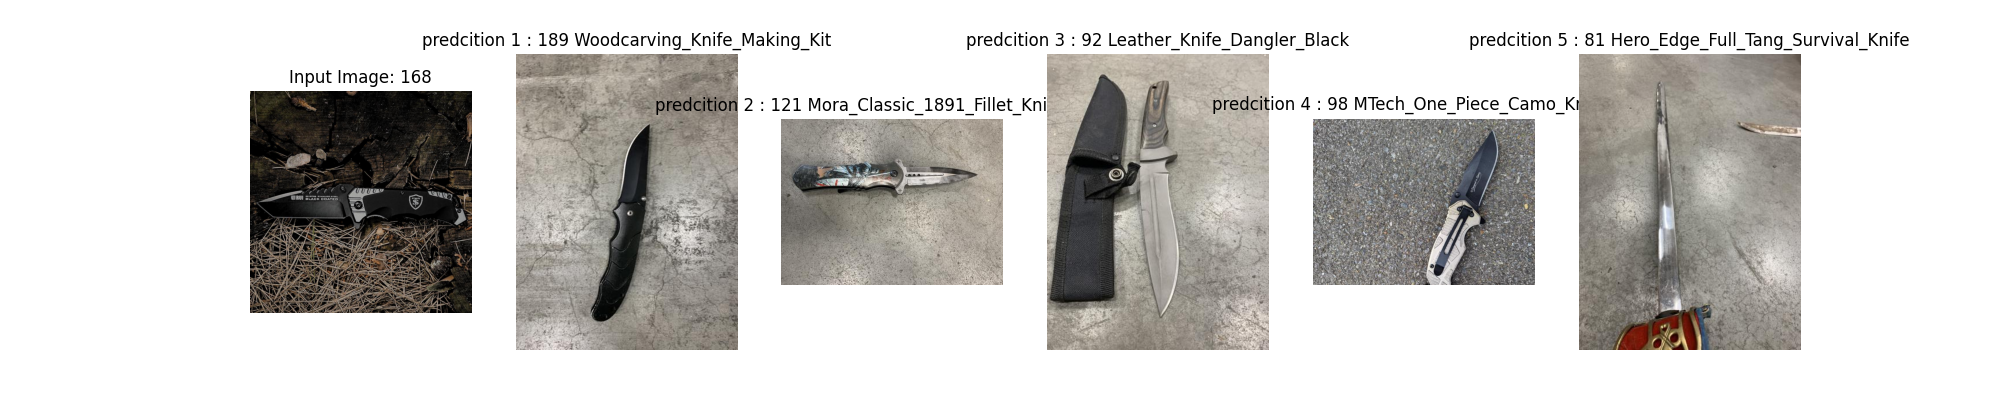 predcition 1 : 189 Woodcarving_Knife_Making_Kit
predcition 3 : 92 Leather_Knife_Dangler_Black
predcition 5 : 81 Hero_Edge_Full_Tang_Survival_Knife
Input Image: 168
predcition 2 : 121 Mora_Classic_1891_Fillet_Kni
predcition 4 : 98 MTech_One_Piece_Camo_Kn